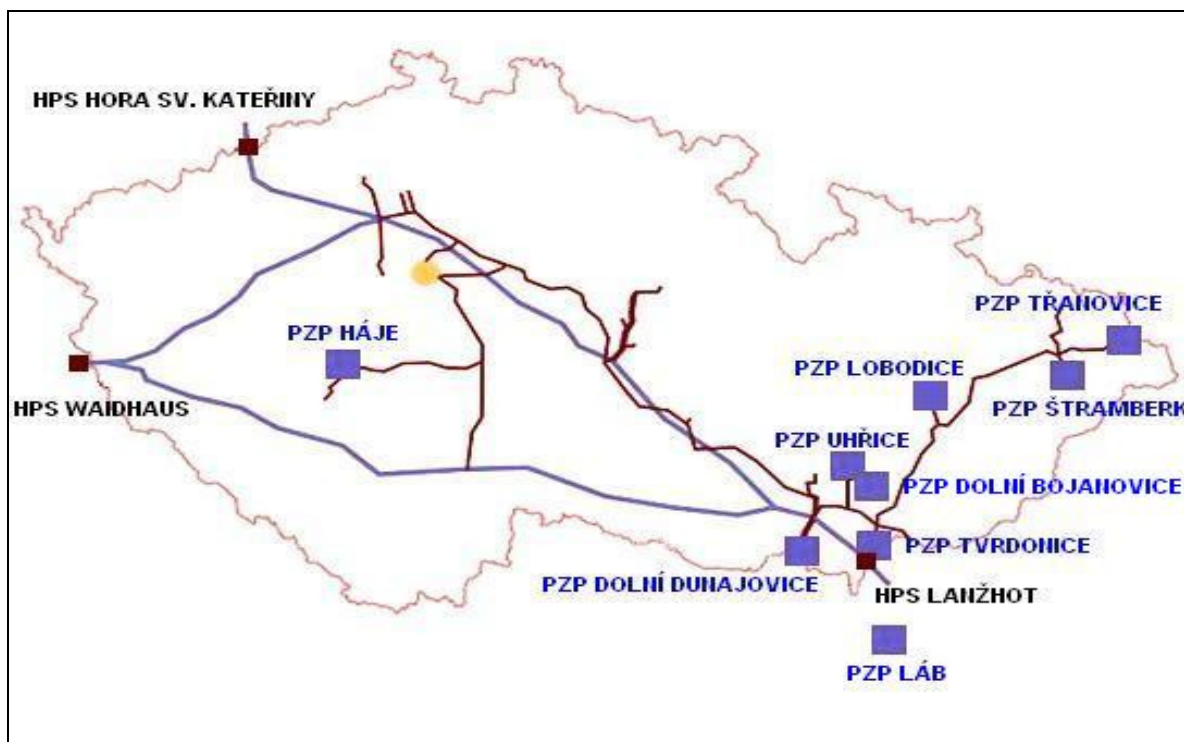 HPS HORA SV. KATEŘINY
PZP TŘANOVICE
PZP HÁJE
PZP LOBODICE
HPS WAIDHAUS
PZP ŠTRAMBERK
PZP UHŘICE
PZP DOLNÍ BOJANOVICE
PZP TVRDONICE
PZP DOLNÍ DUNAJOVICE
HPS LANŽHOT
PZP LÁB